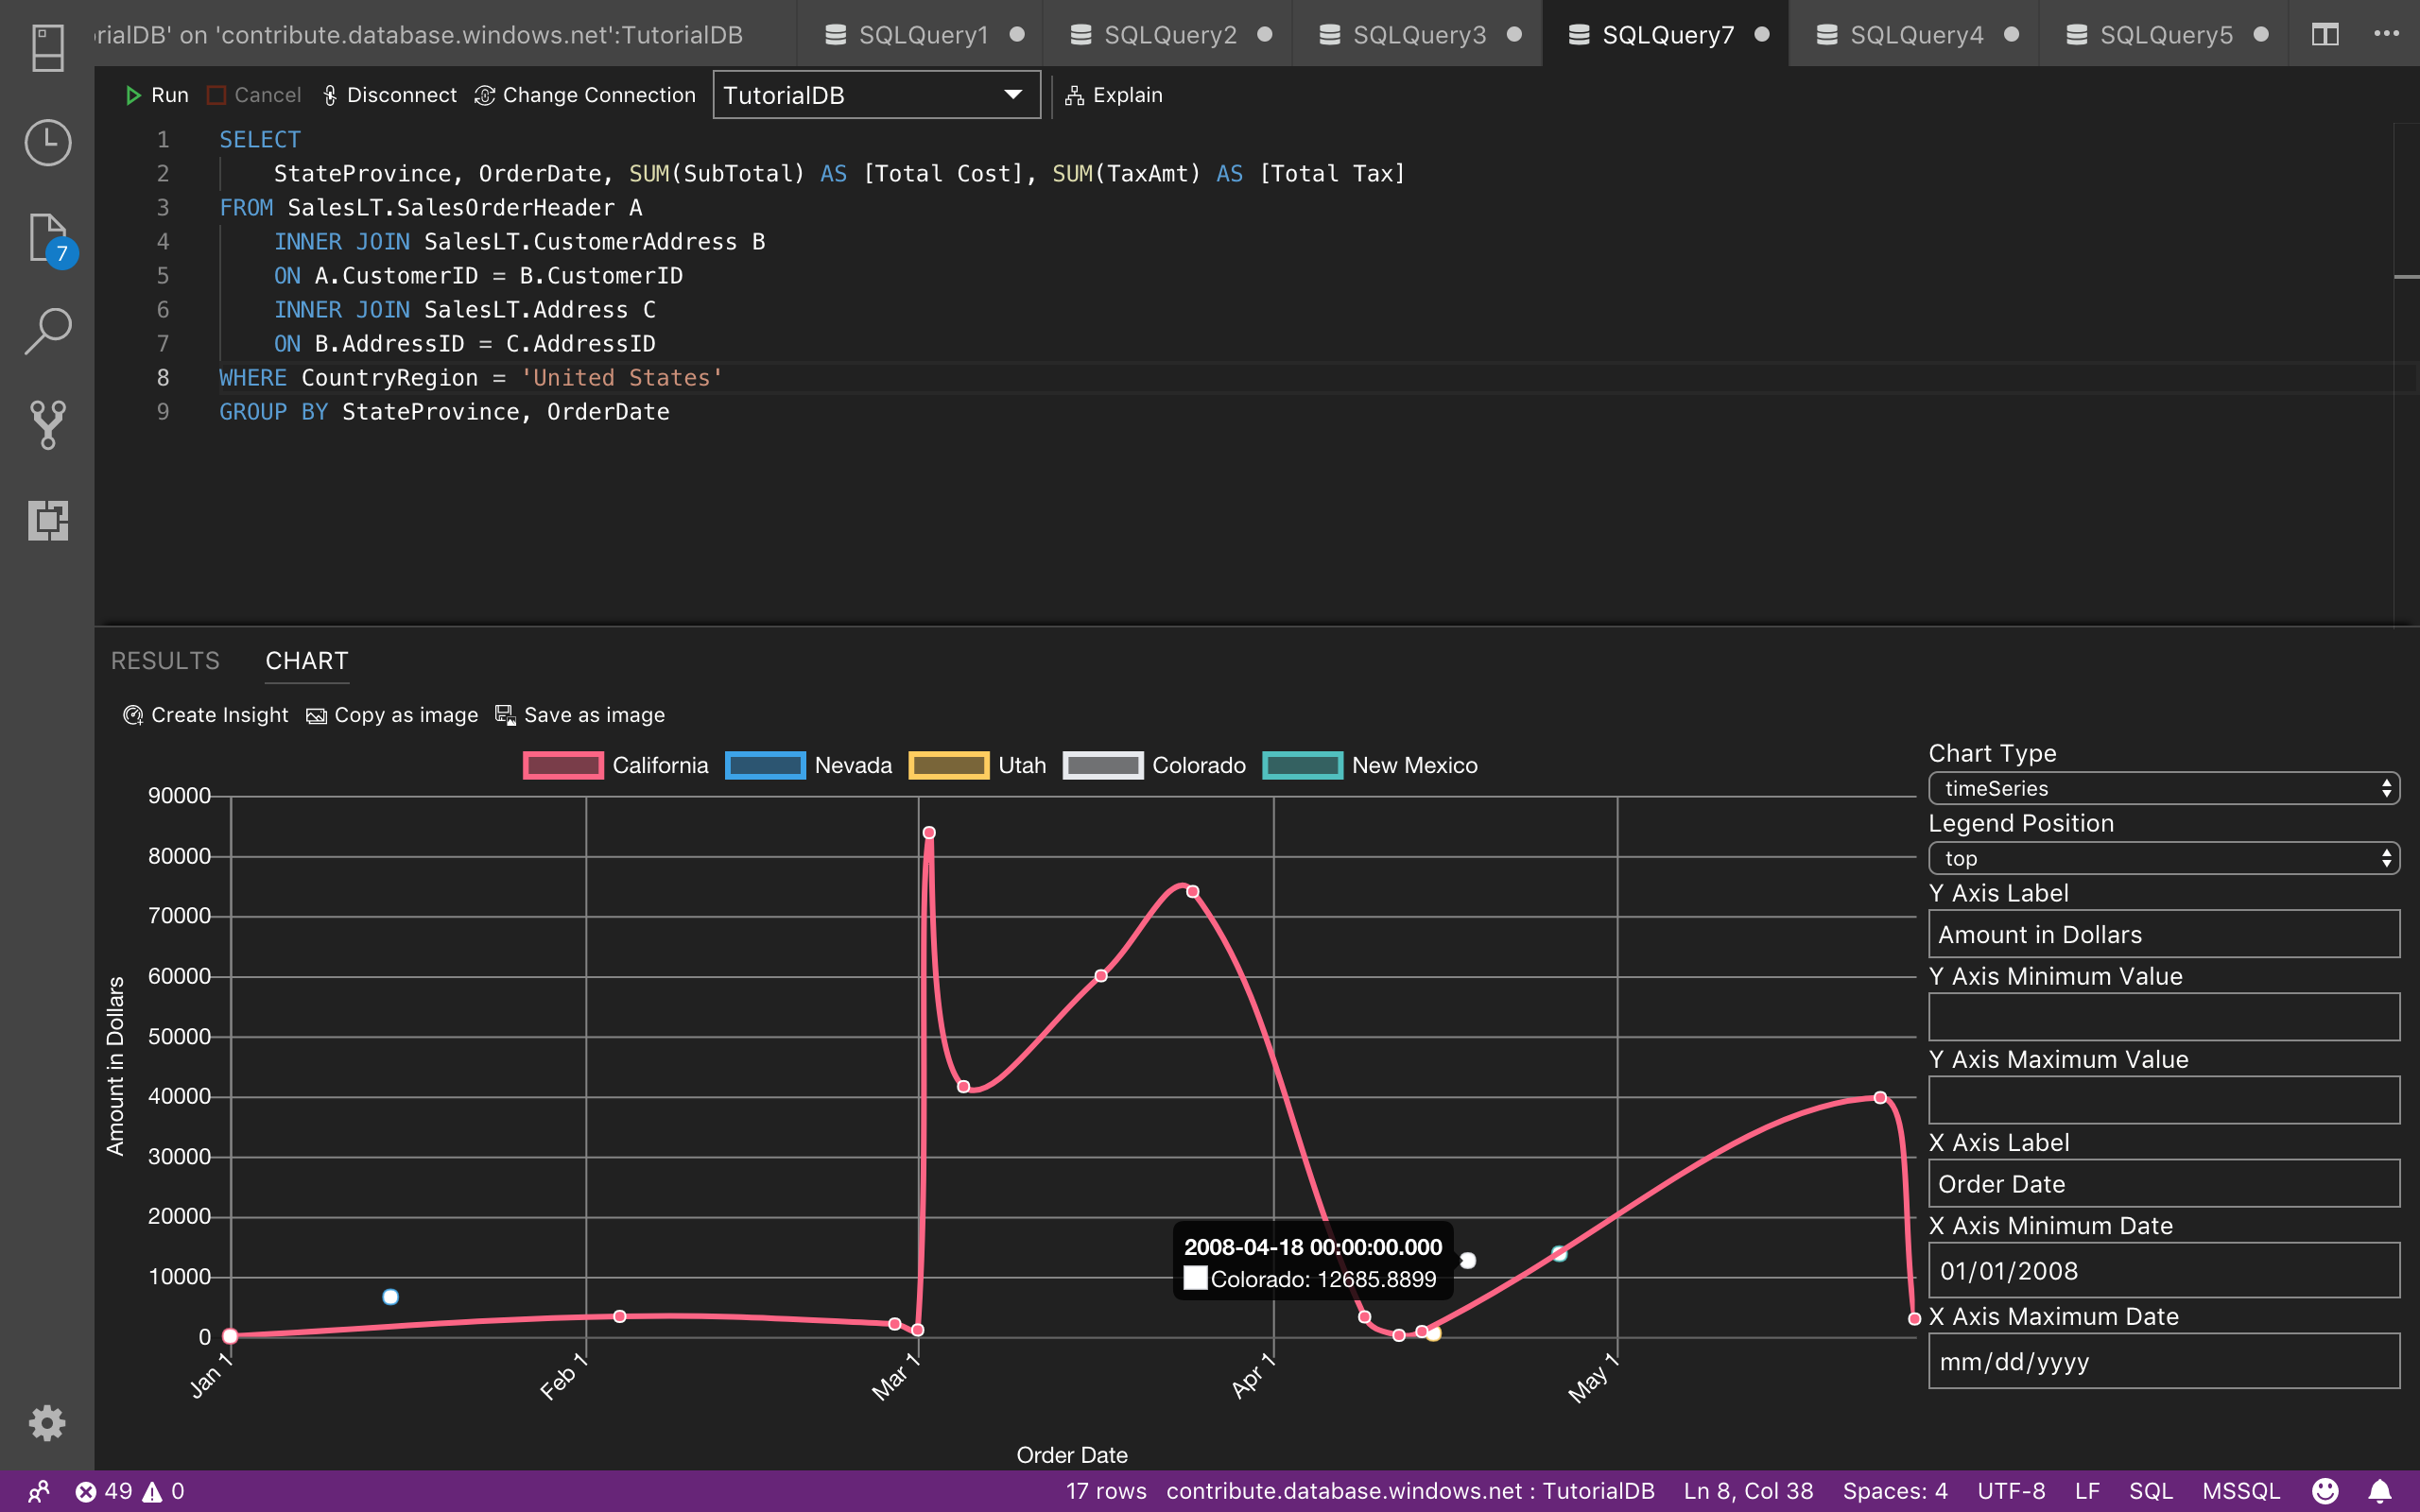 rialDB' on 'contribute.database.windows.net':TutorialDB SQLQuery1 SQLQuery2 SQLQuery3 SQLQuery7 SQLQuery4 SQLQuery5
Run Cancel Disconnect Change Connection TutorialDB Explain
7
1 SELECT
2 StateProvince, OrderDate, SUM(SubTotal) AS [Total Cost], SUM(TaxAmt) AS [Total Tax]
3 FROM SalesLT.SalesOrderHeader A
4 INNER JOIN SalesLT.CustomerAddress B
5 ON A.CustomerID = B.CustomerID
6 INNER JOIN SalesLT.Address C
7 ON B.AddressID = C.AddressID
8 WHERE CountryRegion = 'United States'
9 GROUP BY StateProvince, OrderDate
RESULTS CHART
Create Insight Copy as image Save as image
California Nevada Utah Colorado New Mexico
90000
80000
70000
60000
50000
40000
30000
20000
10000
0
Amount in Dollars
2008-04-18 00:00:00.000
Colorado: 12685.8899
Jan 1 Feb 1 Mar 1 Apr 1 May 1
Order Date
Chart Type
timeSeries
Legend Position
top
Y Axis Label
Amount in Dollars
Y Axis Minimum Value
Y Axis Maximum Value
X Axis Label
Order Date
X Axis Minimum Date
01/01/2008
X Axis Maximum Date
mm/dd/yyyy
49 0 17 rows contribute.database.windows.net : TutorialDB Ln 8, Col 38 Spaces: 4 UTF-8 LF SQL MSSQL